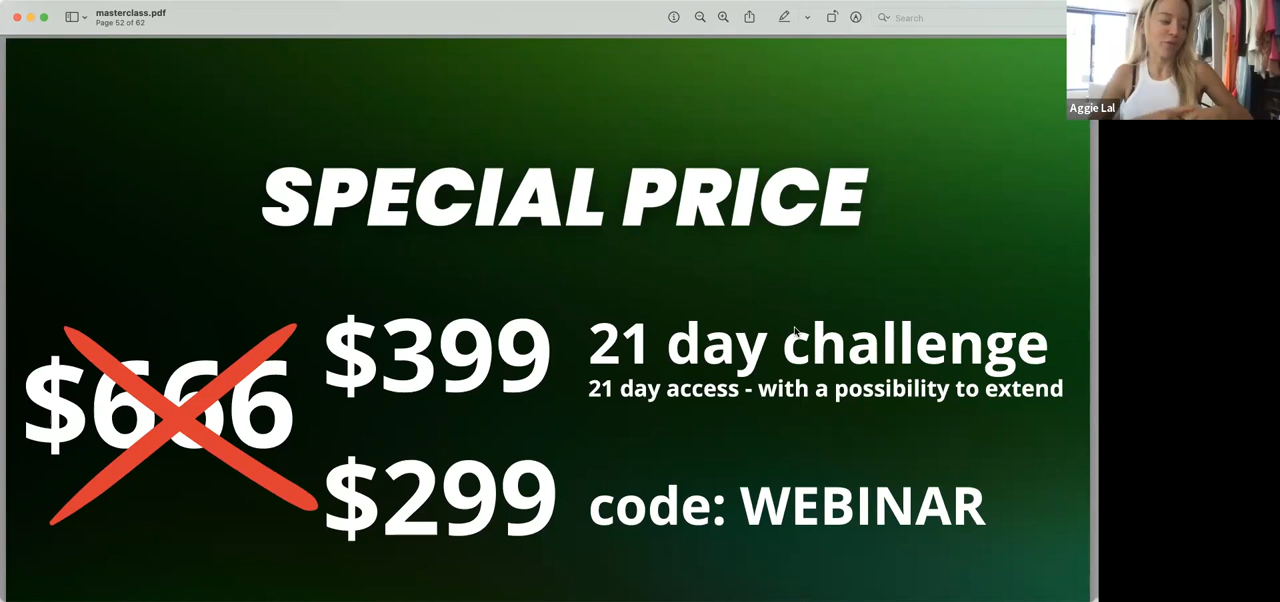 masterclass.pdf
Page 52 of 62
Search
Aggie Lal
SPECIAL PRICE
$666
$399
21 day challenge
21 day access - with a possibility to extend
$299
code: WEBINAR